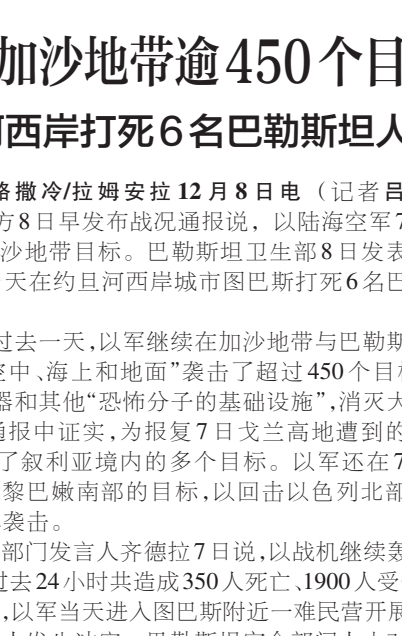 加沙地带逾450个目
河西岸打死6名巴勒斯坦人
路撒冷/拉姆安拉12月8日电（记者吕
方8日早发布战况通报说，以陆海空军7
沙地带目标。巴勒斯坦卫生部8日发表
天在约旦河西岸城市图巴斯打死6名巴
过去一天,以军继续在加沙地带与巴勒斯
空中、海上和地面”袭击了超过450个目标
器和其他“恐怖分子的基础设施”,消灭大
通报中证实,为报复7日戈兰高地遭到的
了叙利亚境内的多个目标。以军还在7
黎巴嫩南部的目标,以回击以色列北部
袭击。
部门发言人齐德拉7日说,以战机继续轰
过去24小时共造成350人死亡、1900人受
,以军当天进入图巴斯附近一难民营开展